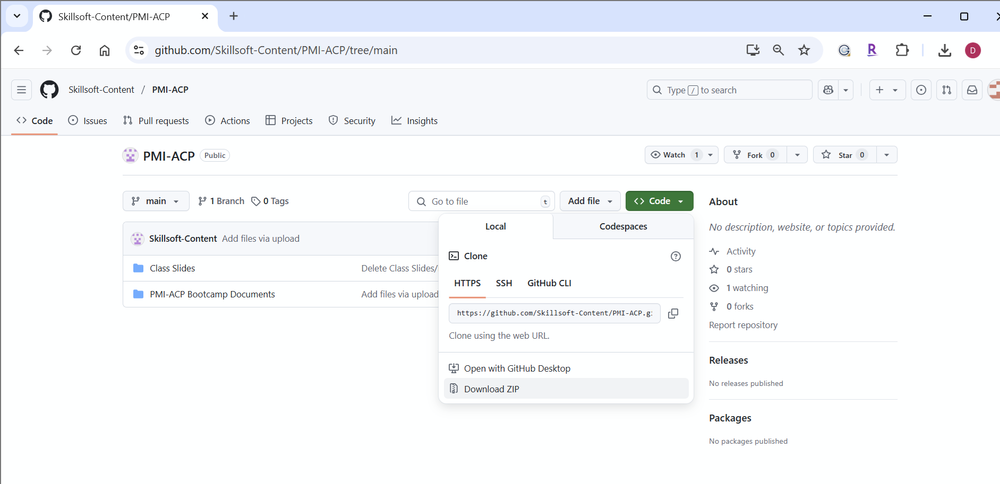 Skillsoft-Content/PMI-ACP
github.com/Skillsoft-Content/PMI-ACP/tree/main
R
D
Skillsoft-Content / PMI-ACP
Type / to search
Code Issues Pull requests Actions Projects Security Insights
PMI-ACP Public
Watch 1 Fork 0 Star 0
main 1 Branch 0 Tags
Go to file t
Add file
Code
About
Local Codespaces
No description, website, or topics provided.
Skillsoft-Content Add files via upload
Clone
Activity
Class Slides Delete Class Slides/
0 stars
HTTPS SSH GitHub CLI
1 watching
PMI-ACP Bootcamp Documents Add files via upload
0 forks
https://github.com/Skillsoft-Content/PMI-ACP.g
Report repository
Clone using the web URL.
Releases
Open with GitHub Desktop
No releases published
Download ZIP
Packages
No packages published